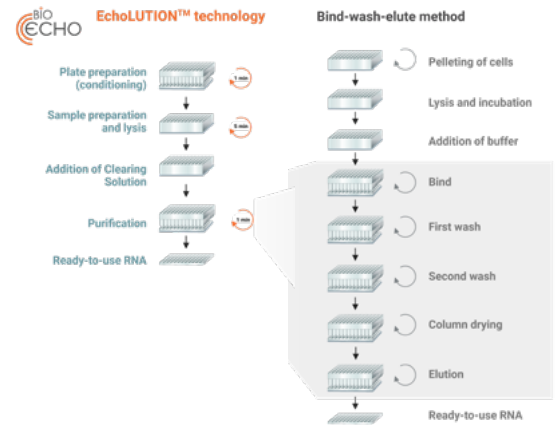 BIO
ECHO
EchoLUTION™ technology
Plate preparation
(conditioning)
1 min
Sample preparation
and lysis
5 min
Addition of Clearing
Solution
Purification
1 min
Ready-to-use RNA
Bind-wash-elute method
Pelleting of cells
Lysis and incubation
Addition of buffer
Bind
First wash
Second wash
Column drying
Elution
Ready-to-use RNA